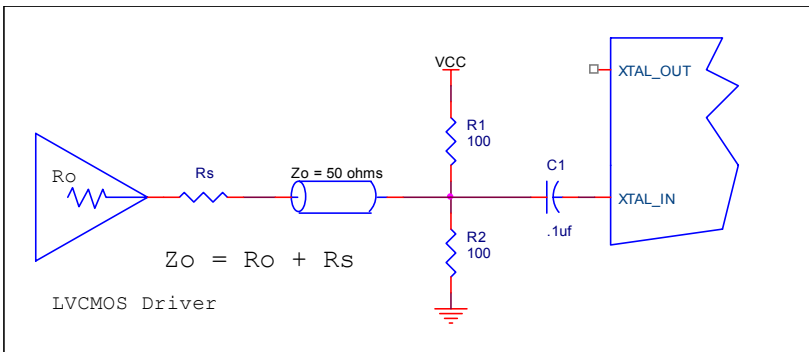 XTAL_OUT
VCC
R1
100
C1
Ro
Rs
Zo = 50 ohms
XTAL_IN
R2
100
.1uf
Zo = Ro + Rs
LVCMOS Driver